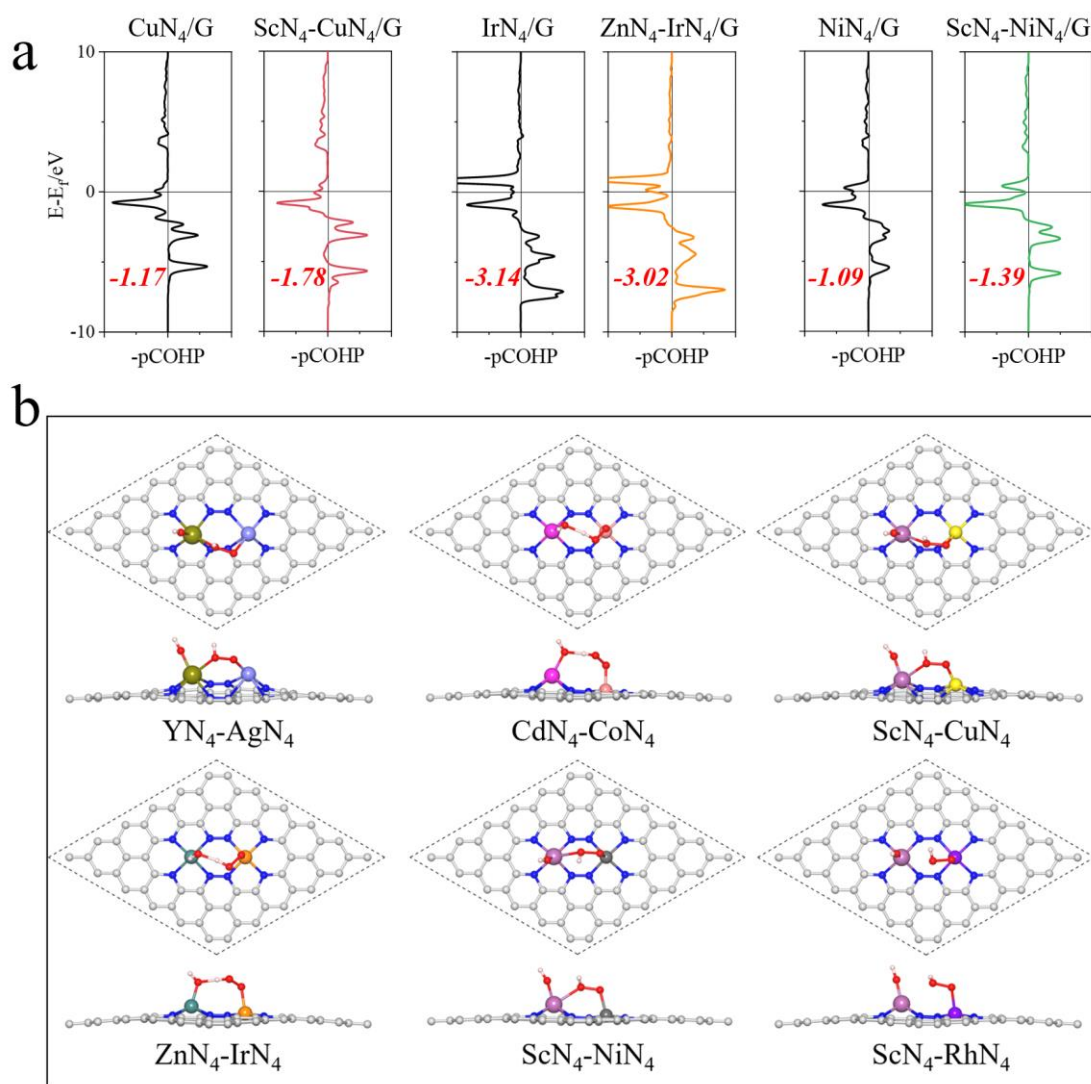 a
CuN₄/G ScN₄-CuN₄/G IrN₄/G ZnN₄-IrN₄/G NiN₄/G ScN₄-NiN₄/G
10
0
-10
E-E_f/eV
-1.17 -1.78 -3.14 -3.02 -1.09 -1.39
-pCOHP -pCOHP -pCOHP -pCOHP -pCOHP -pCOHP
b
YN₄-AgN₄ CdN₄-CoN₄ ScN₄-CuN₄
ZnN₄-IrN₄ ScN₄-NiN₄ ScN₄-RhN₄